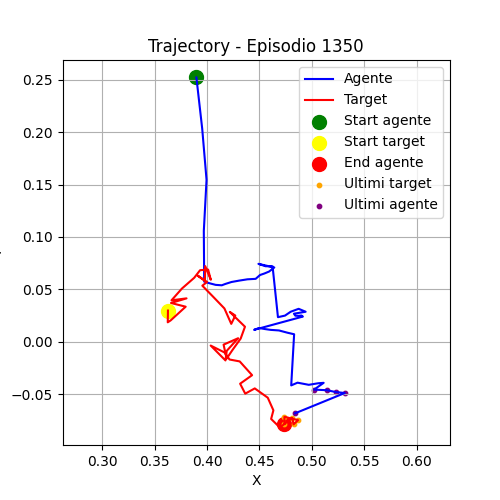 Trajectory - Episodio 1350
Agente
Target
Start agente
Start target
End agente
Ultimi target
Ultimi agente
0.25
0.20
0.15
0.10
0.05
0.00
−0.05
0.30 0.35 0.40 0.45 0.50 0.55 0.60
X